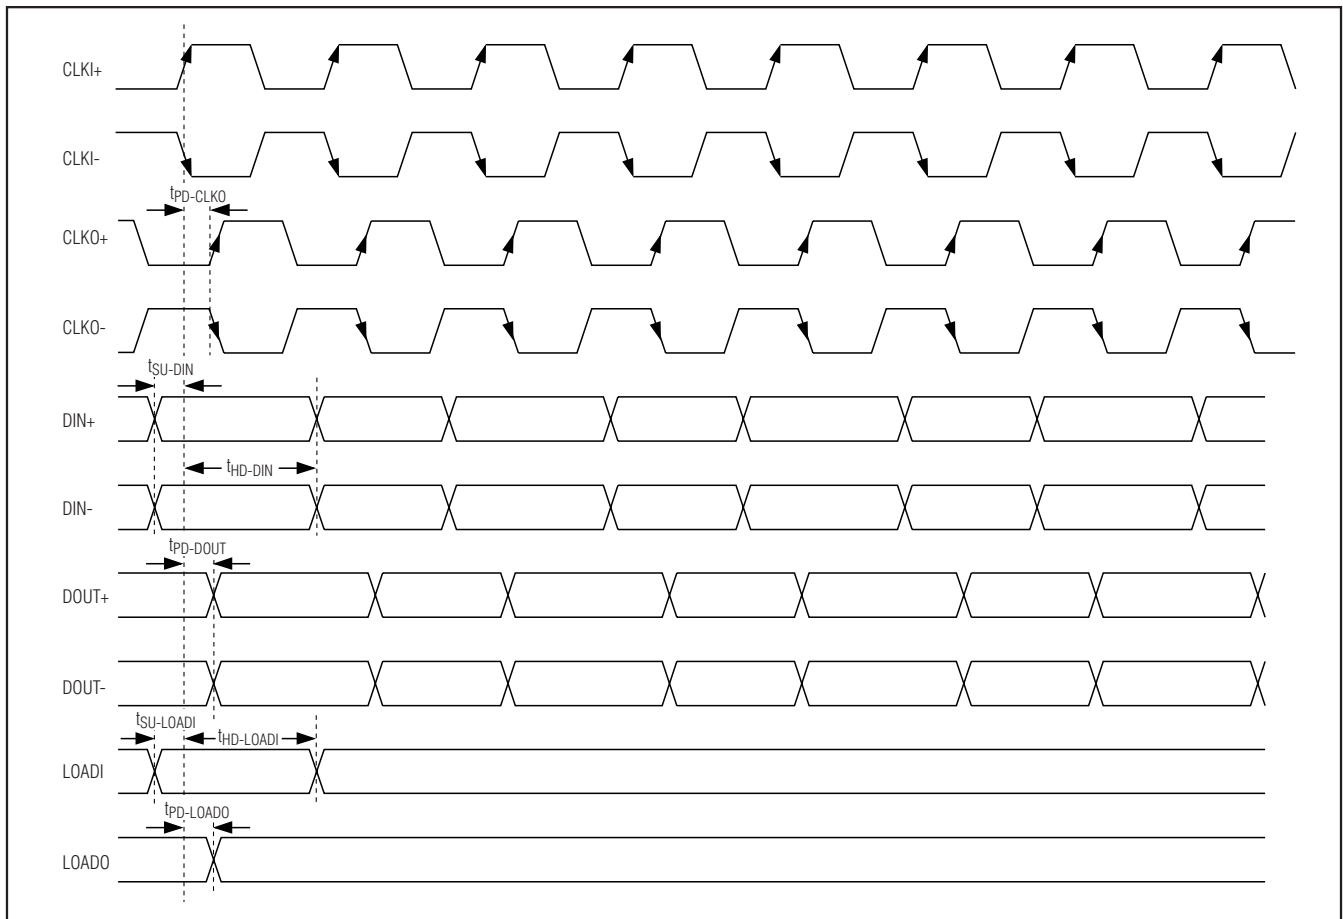 CLKI+
CLKI-
tPD-CLKO
CLKO+
CLKO-
tSU-DIN
DIN+
tHD-DIN
DIN-
tPD-DOUT
DOUT+
DOUT-
tSU-LOADI
tHD-LOADI
LOADI
tPD-LOADO
LOADO